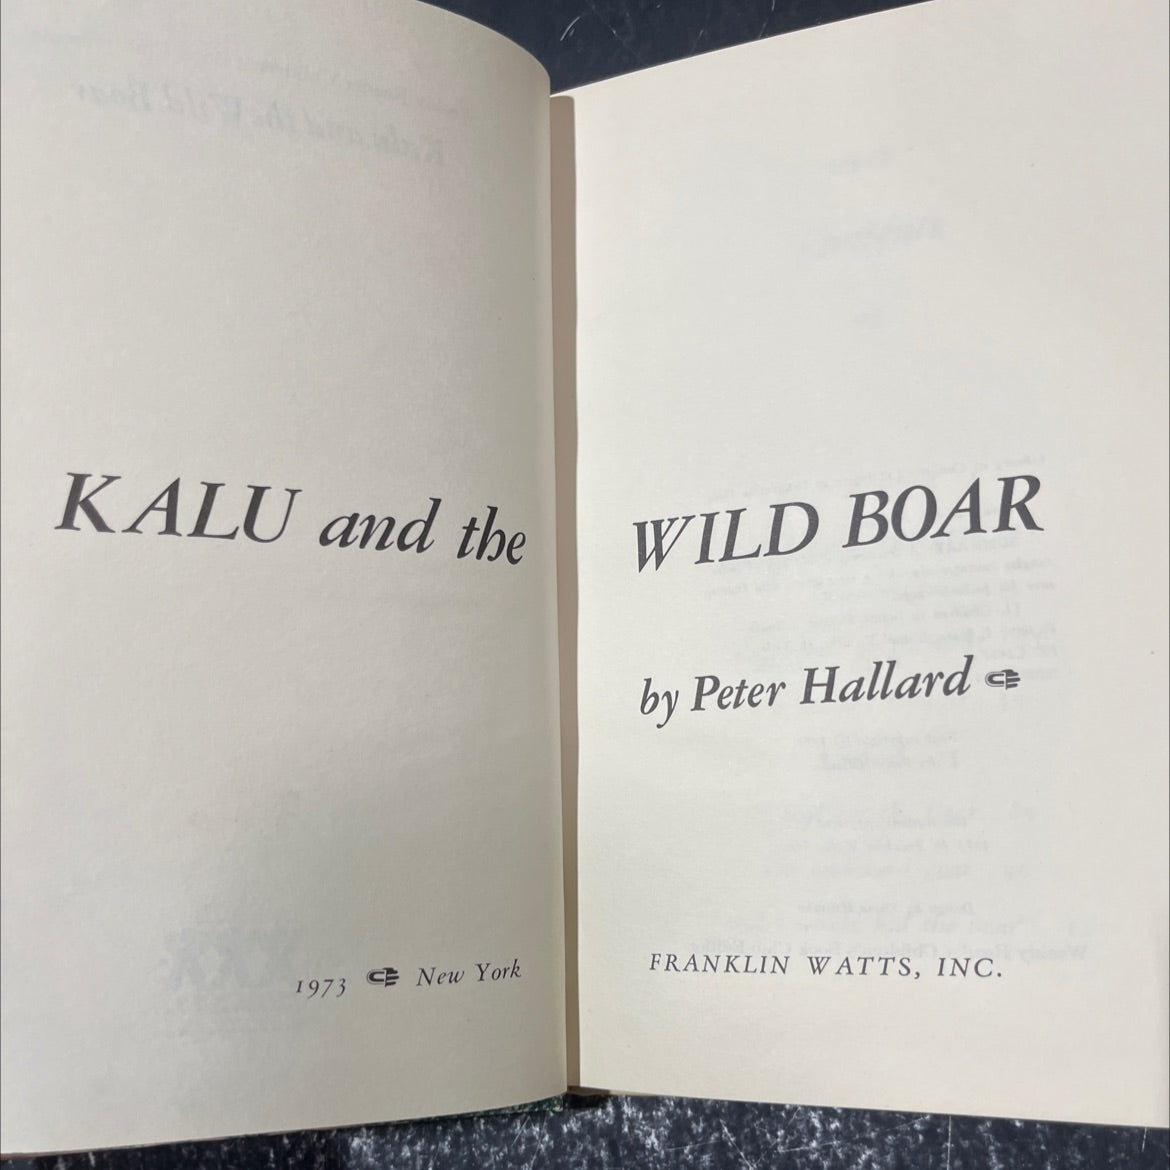 KALU and the WILD BOAR
by Peter Hallard
1973 New York FRANKLIN WATTS, INC.